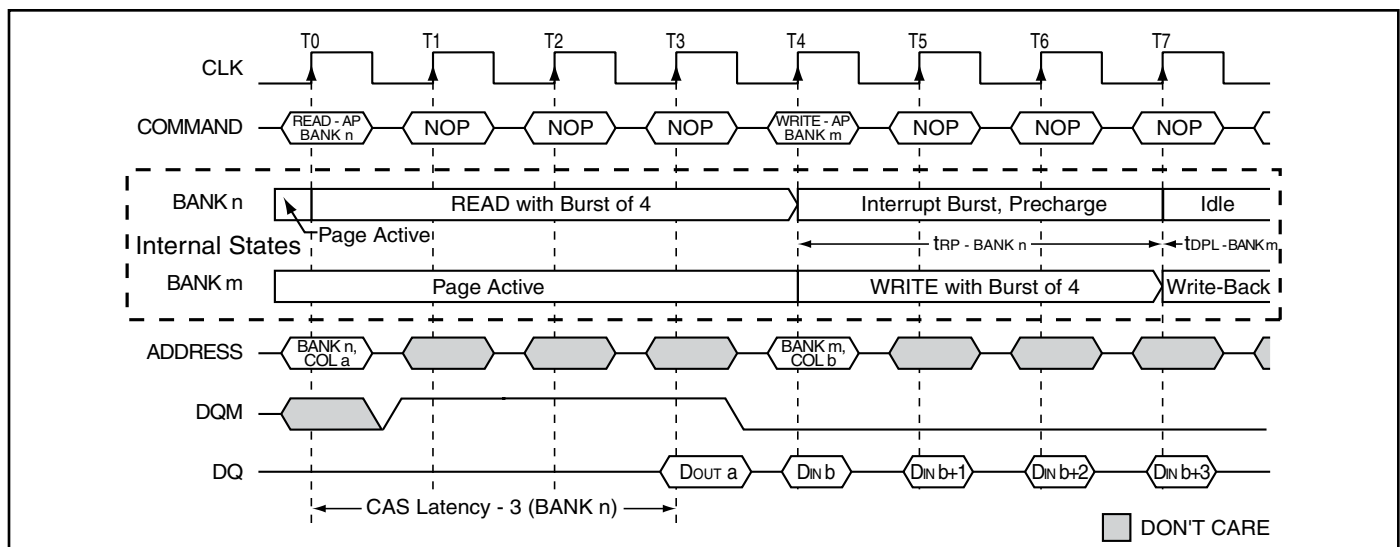 T0 T1 T2 T3 T4 T5 T6 T7
CLK
COMMAND READ - AP BANK n NOP NOP NOP WRITE - AP BANK m NOP NOP NOP
BANK n READ with Burst of 4 Interrupt Burst, Precharge Idle
Internal States Page Active tRP - BANK n tDPL - BANK m
BANK m Page Active WRITE with Burst of 4 Write-Back
ADDRESS BANK n, COL a BANK m, COL b
DQM
DQ DOUT a DIN b DIN b+1 DIN b+2 DIN b+3
CAS Latency - 3 (BANK n)
DON'T CARE